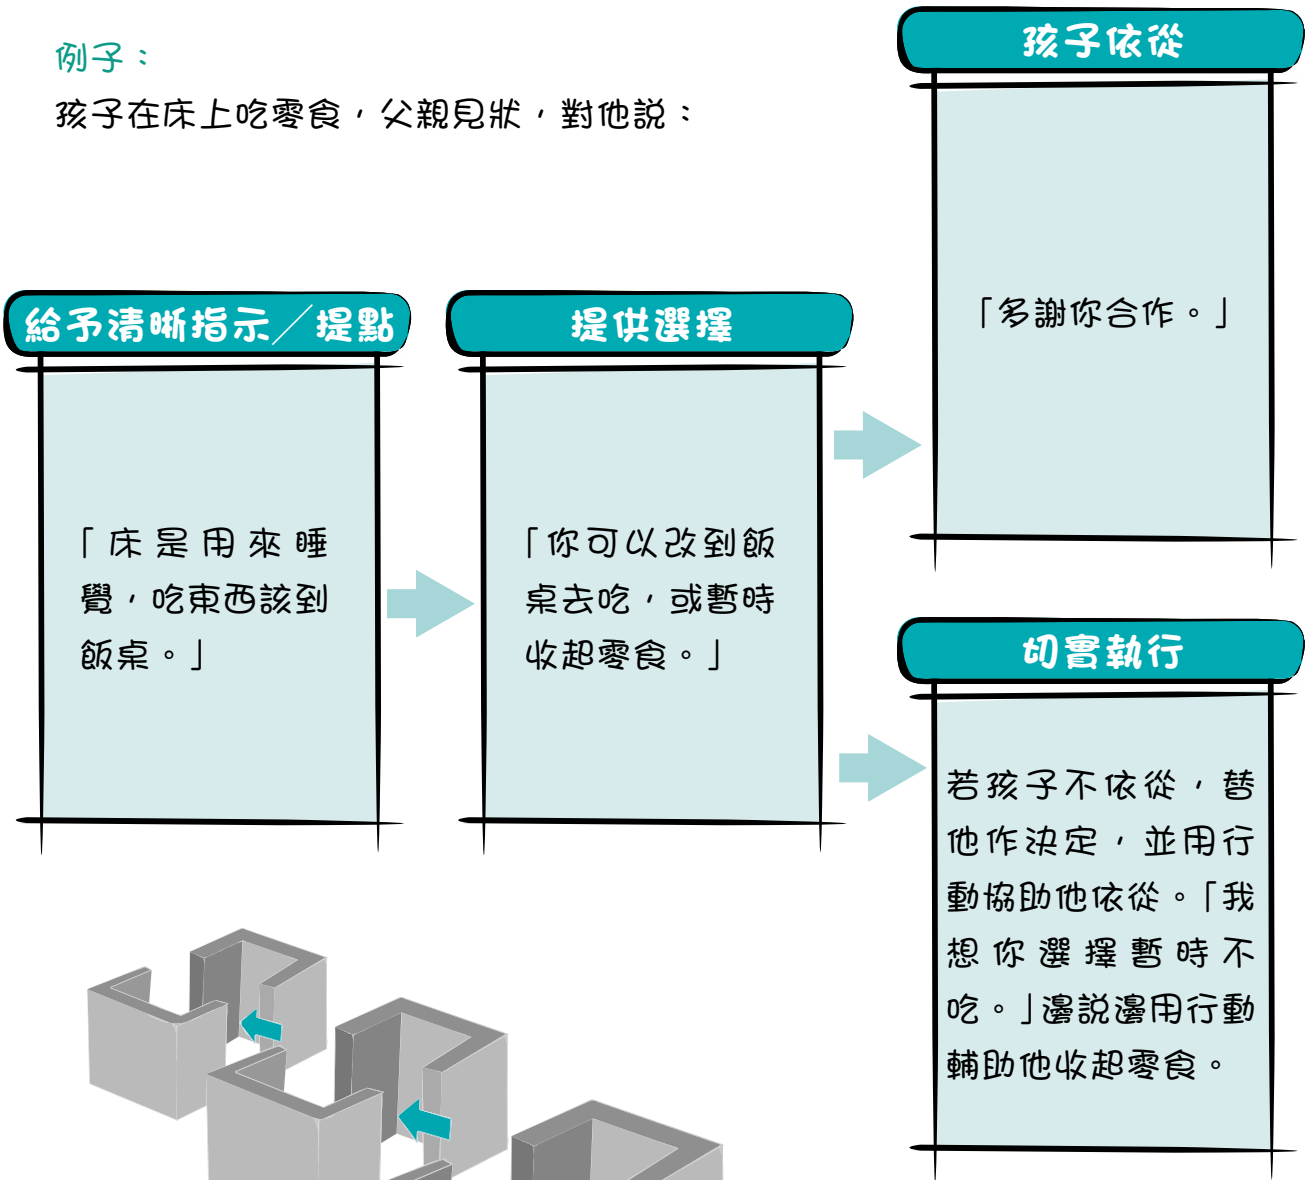 例子：
孩子在床上吃零食，父親見狀，對他說：
給予清晰指示／提點
「床是用來睡
覺，吃東西該到
飯桌。」
提供選擇
「你可以改到飯
桌去吃，或暫時
收起零食。」
孩子依從
「多謝你合作。」
切實執行
若孩子不依從，替
他作決定，並用行
動協助他依從。「我
想你選擇暫時不
吃。」邊說邊用行動
輔助他收起零食。